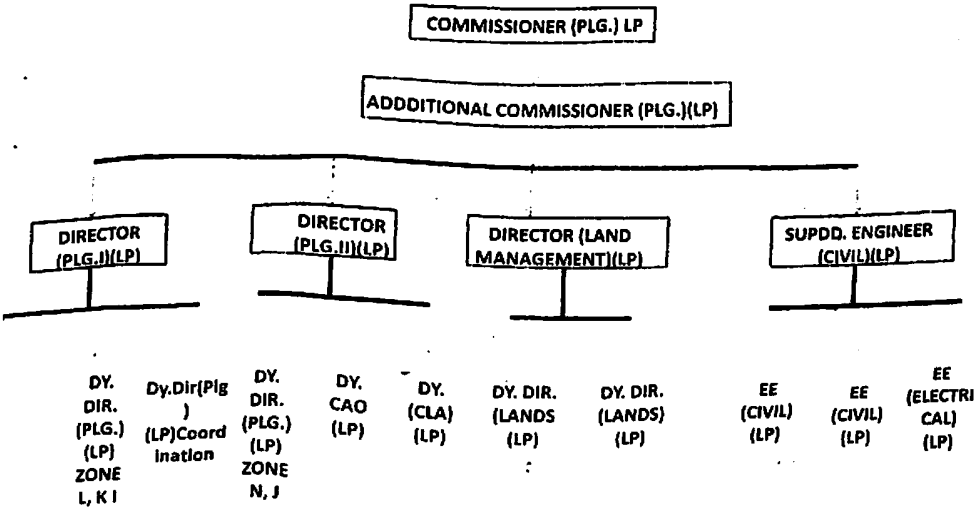 COMMISSIONER (PLG.) LP
ADDDITIONAL COMMISSIONER (PLG.)(LP)
DIRECTOR
(PLG.I)(LP)
DIRECTOR
(PLG.II)(LP)
DIRECTOR (LAND
MANAGEMENT)(LP)
SUPDD. ENGINEER
(CIVIL)(LP)
DY.
DIR.
(PLG.)
(LP)
ZONE
L, K I
Dy.Dir(Plg
)
(LP)Coord
ination
DY.
DIR.
(PLG.)
(LP)
ZONE
N, J
DY.
CAO
(LP)
DY.
(CLA)
(LP)
DY. DIR.
(LANDS
(LP)
DY. DIR.
(LANDS)
(LP)
EE
(CIVIL)
(LP)
EE
(CIVIL)
(LP)
EE
(ELECTRI
CAL)
(LP)